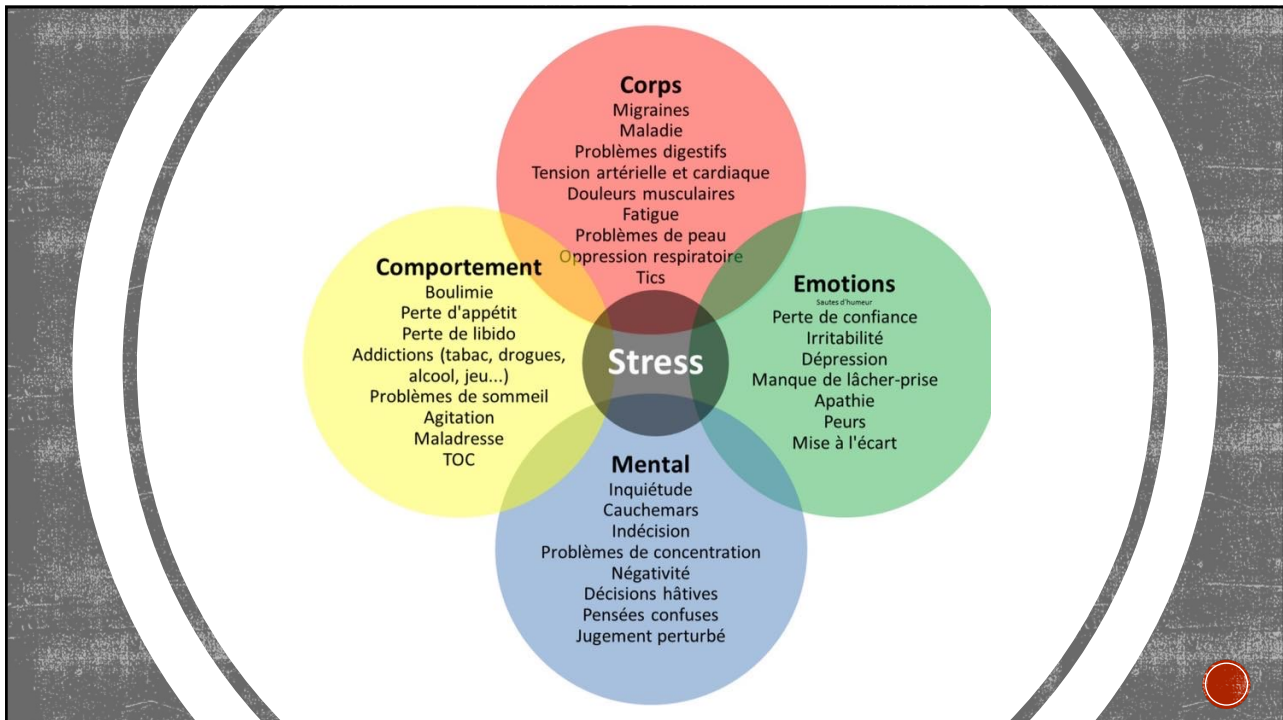 Corps
Migraines
Maladie
Problèmes digestifs
Tension artérielle et cardiaque
Douleurs musculaires
Fatigue
Problèmes de peau
Oppression respiratoire
Tics
Comportement
Boulimie
Perte d'appétit
Perte de libido
Addictions (tabac, drogues,
alcool, jeu...)
Problèmes de sommeil
Agitation
Maladresse
TOC
Stress
Emotions
Sautes d'humeur
Perte de confiance
Irritabilité
Dépression
Manque de lâcher-prise
Apathie
Peurs
Mise à l'écart
Mental
Inquiétude
Cauchemars
Indécision
Problèmes de concentration
Négativité
Décisions hâtives
Pensées confuses
Jugement perturbé